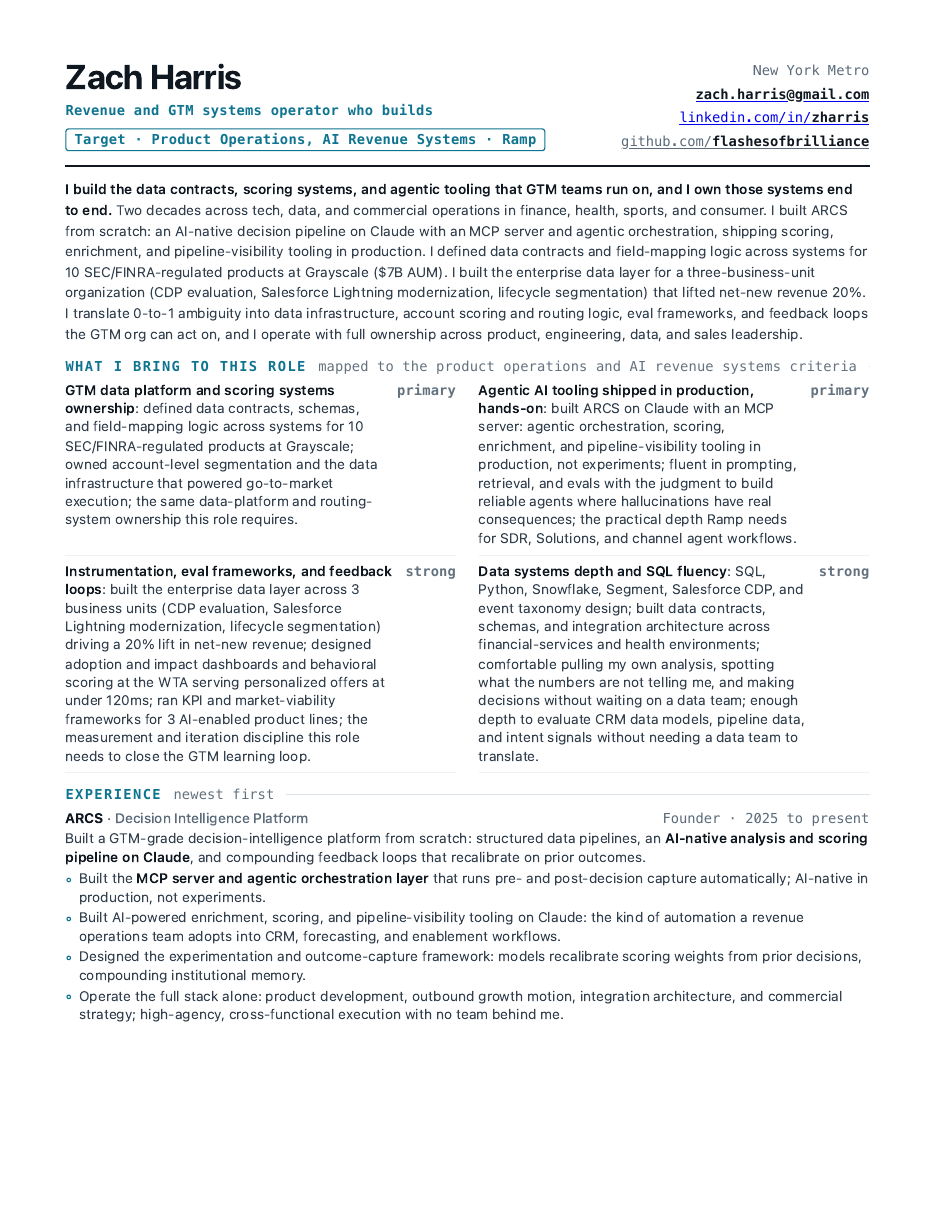 Zach Harris
Revenue and GTM systems operator who builds
Target · Product Operations, AI Revenue Systems · Ramp
New York Metro
zach.harris@gmail.com
linkedin.com/in/zharris
github.com/flashesofbrilliance
I build the data contracts, scoring systems, and agentic tooling that GTM teams run on, and I own those systems end
to end. Two decades across tech, data, and commercial operations in finance, health, sports, and consumer. I built ARCS
from scratch: an AI-native decision pipeline on Claude with an MCP server and agentic orchestration, shipping scoring,
enrichment, and pipeline-visibility tooling in production. I defined data contracts and field-mapping logic across systems for
10 SEC/FINRA-regulated products at Grayscale ($7B AUM). I built the enterprise data layer for a three-business-unit
organization (CDP evaluation, Salesforce Lightning modernization, lifecycle segmentation) that lifted net-new revenue 20%.
I translate 0-to-1 ambiguity into data infrastructure, account scoring and routing logic, eval frameworks, and feedback loops
the GTM org can act on, and I operate with full ownership across product, engineering, data, and sales leadership.
WHAT I BRING TO THIS ROLE mapped to the product operations and AI revenue systems criteria
GTM data platform and scoring systems primary
ownership: defined data contracts, schemas,
and field-mapping logic across systems for 10
SEC/FINRA-regulated products at Grayscale;
owned account-level segmentation and the data
infrastructure that powered go-to-market
execution; the same data-platform and routing-
system ownership this role requires.
Agentic AI tooling shipped in production, primary
hands-on: built ARCS on Claude with an MCP
server: agentic orchestration, scoring,
enrichment, and pipeline-visibility tooling in
production, not experiments; fluent in prompting,
retrieval, and evals with the judgment to build
reliable agents where hallucinations have real
consequences; the practical depth Ramp needs
for SDR, Solutions, and channel agent workflows.
Instrumentation, eval frameworks, and feedback strong
loops: built the enterprise data layer across 3
business units (CDP evaluation, Salesforce
Lightning modernization, lifecycle segmentation)
driving a 20% lift in net-new revenue; designed
adoption and impact dashboards and behavioral
scoring at the WTA serving personalized offers at
under 120ms; ran KPI and market-viability
frameworks for 3 AI-enabled product lines; the
measurement and iteration discipline this role
needs to close the GTM learning loop.
Data systems depth and SQL fluency: SQL, strong
Python, Snowflake, Segment, Salesforce CDP, and
event taxonomy design; built data contracts,
schemas, and integration architecture across
financial-services and health environments;
comfortable pulling my own analysis, spotting
what the numbers are not telling me, and making
decisions without waiting on a data team; enough
depth to evaluate CRM data models, pipeline data,
and intent signals without needing a data team to
translate.
EXPERIENCE newest first
ARCS · Decision Intelligence Platform Founder · 2025 to present
Built a GTM-grade decision-intelligence platform from scratch: structured data pipelines, an AI-native analysis and scoring
pipeline on Claude, and compounding feedback loops that recalibrate on prior outcomes.
Built the MCP server and agentic orchestration layer that runs pre- and post-decision capture automatically; AI-native in
production, not experiments.
Built AI-powered enrichment, scoring, and pipeline-visibility tooling on Claude: the kind of automation a revenue
operations team adopts into CRM, forecasting, and enablement workflows.
Designed the experimentation and outcome-capture framework: models recalibrate scoring weights from prior decisions,
compounding institutional memory.
Operate the full stack alone: product development, outbound growth motion, integration architecture, and commercial
strategy; high-agency, cross-functional execution with no team behind me.